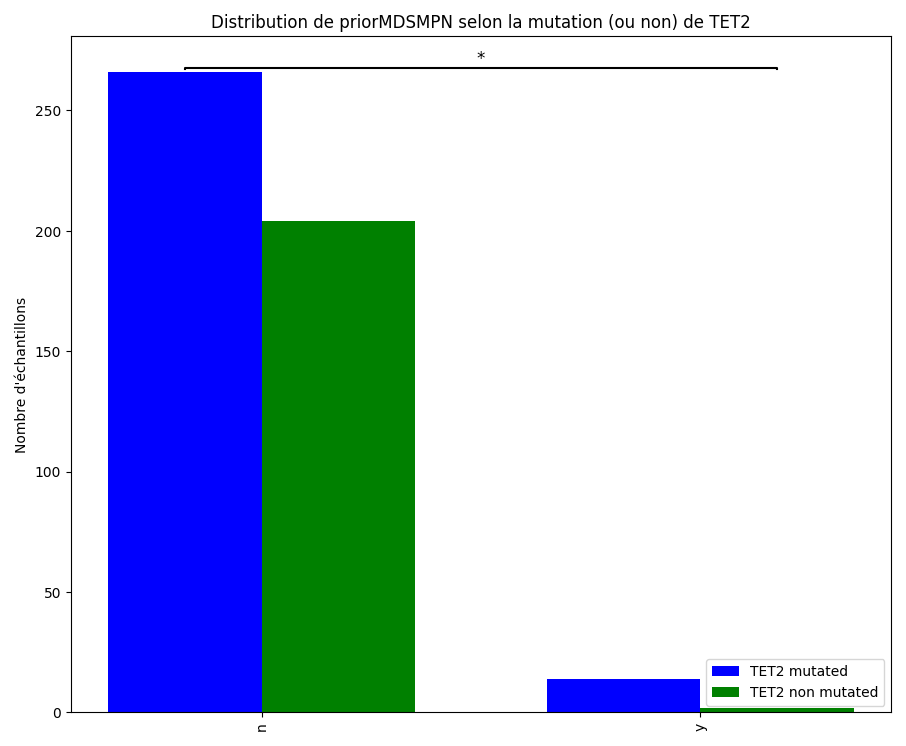 Distribution de priorMDSMPN selon la mutation (ou non) de TET2
*
250
200
150
100
50
0
Nombre d'échantillons
n
y
TET2 mutated
TET2 non mutated